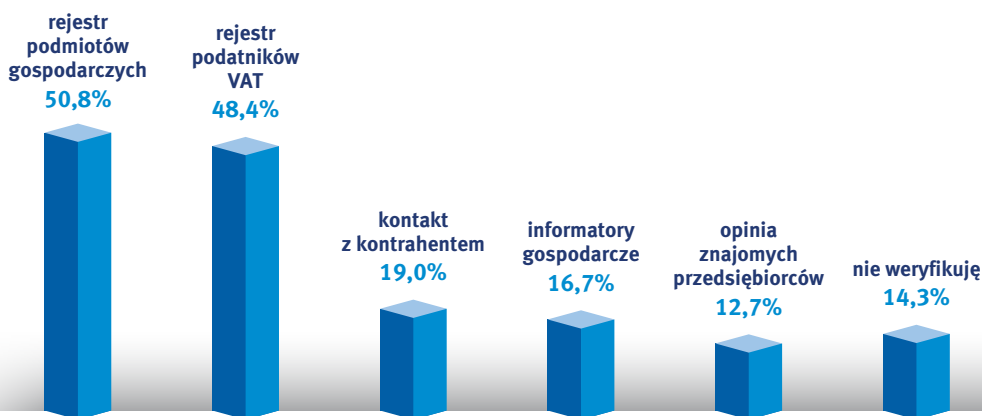 rejestr
podmiotów
gospodarczych
50,8%
rejestr
podatników
VAT
48,4%
kontakt
z kontrahentem
19,0%
informatory
gospodarcze
16,7%
opinia
znajomych
przedsiębiorców
12,7%
nie weryfikuję
14,3%